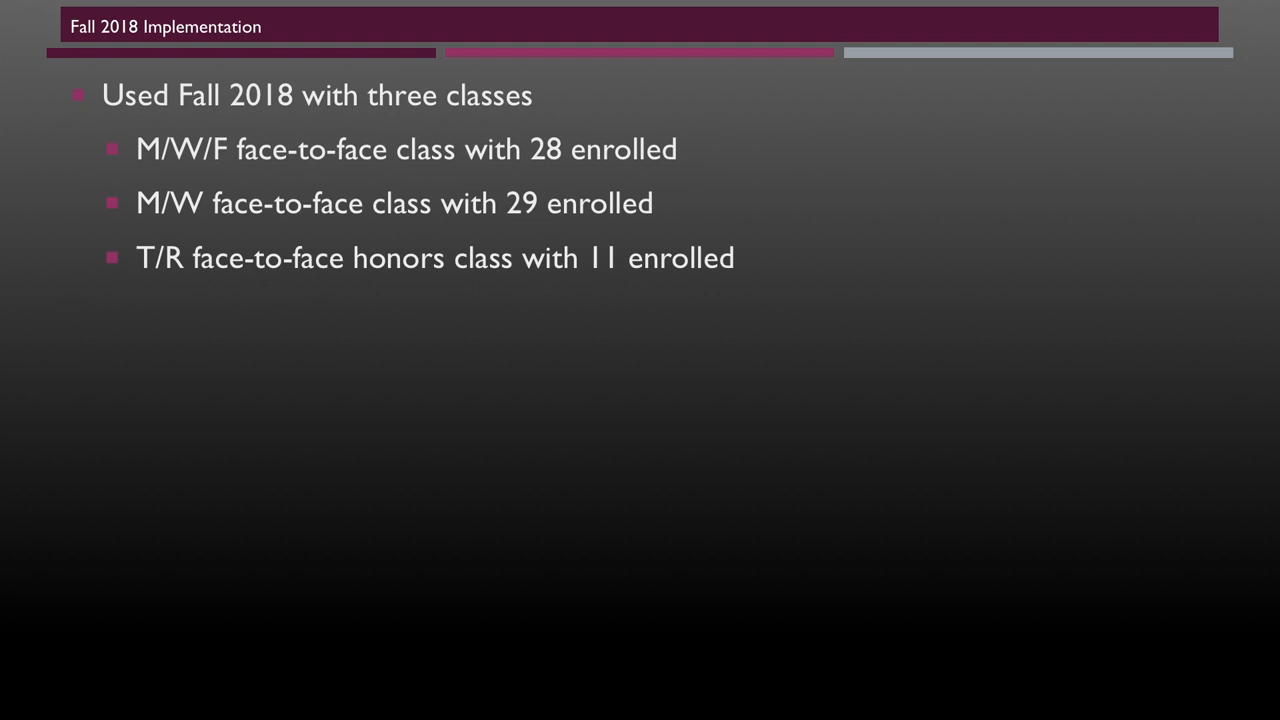 Fall 2018 Implementation
Used Fall 2018 with three classes
M/W/F face-to-face class with 28 enrolled
M/W face-to-face class with 29 enrolled
T/R face-to-face honors class with 11 enrolled